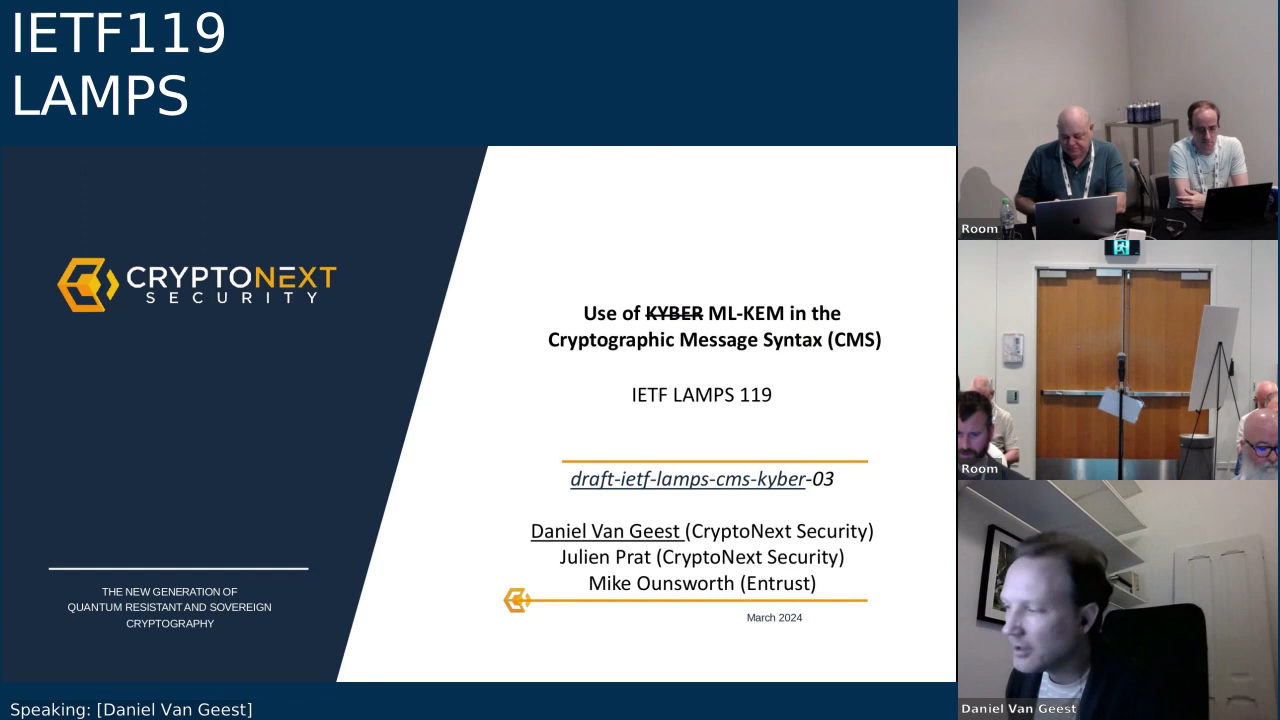 IETF119
LAMPS
CRYPTONEXT
SECURITY
THE NEW GENERATION OF
QUANTUM RESISTANT AND SOVEREIGN
CRYPTOGRAPHY
Use of KYBER ML-KEM in the
Cryptographic Message Syntax (CMS)
IETF LAMPS 119
draft-ietf-lamps-cms-kyber-03
Daniel Van Geest (CryptoNext Security)
Julien Prat (CryptoNext Security)
Mike Ounsworth (Entrust)
March 2024
Room
Room
Daniel Van Geest
Speaking: [Daniel Van Geest]